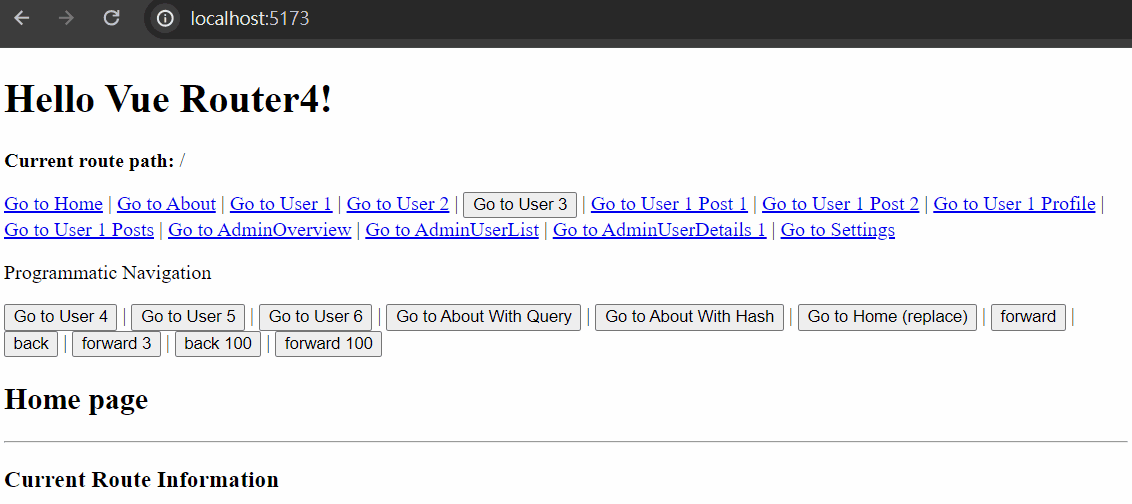 localhost:5173
Hello Vue Router4!
Current route path: /
Go to Home | Go to About | Go to User 1 | Go to User 2 | Go to User 3 | Go to User 1 Post 1 | Go to User 1 Post 2 | Go to User 1 Profile |
Go to User 1 Posts | Go to AdminOverview | Go to AdminUserList | Go to AdminUserDetails 1 | Go to Settings
Programmatic Navigation
Go to User 4 | Go to User 5 | Go to User 6 | Go to About With Query | Go to About With Hash | Go to Home (replace) | forward |
back | forward 3 | back 100 | forward 100
Home page
Current Route Information